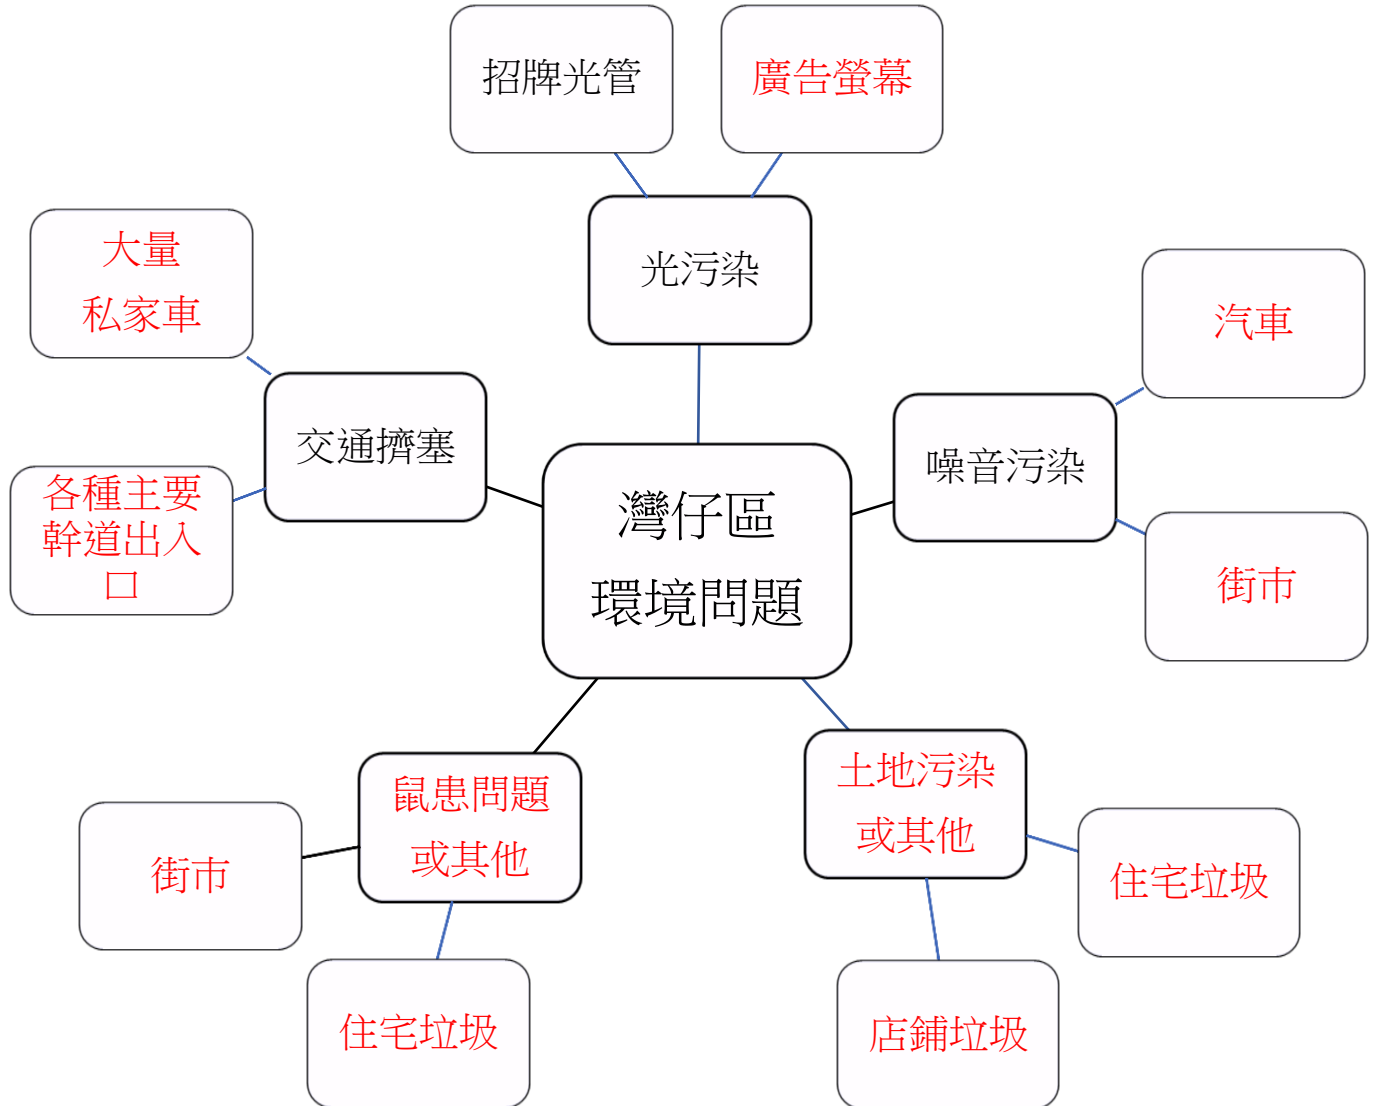 招牌光管
廣告螢幕
光污染
大量
私家車
汽車
交通擠塞
噪音污染
各種主要
幹道出入
口
灣仔區
環境問題
街市
鼠患問題
或其他
土地污染
或其他
街市
住宅垃圾
住宅垃圾
店鋪垃圾